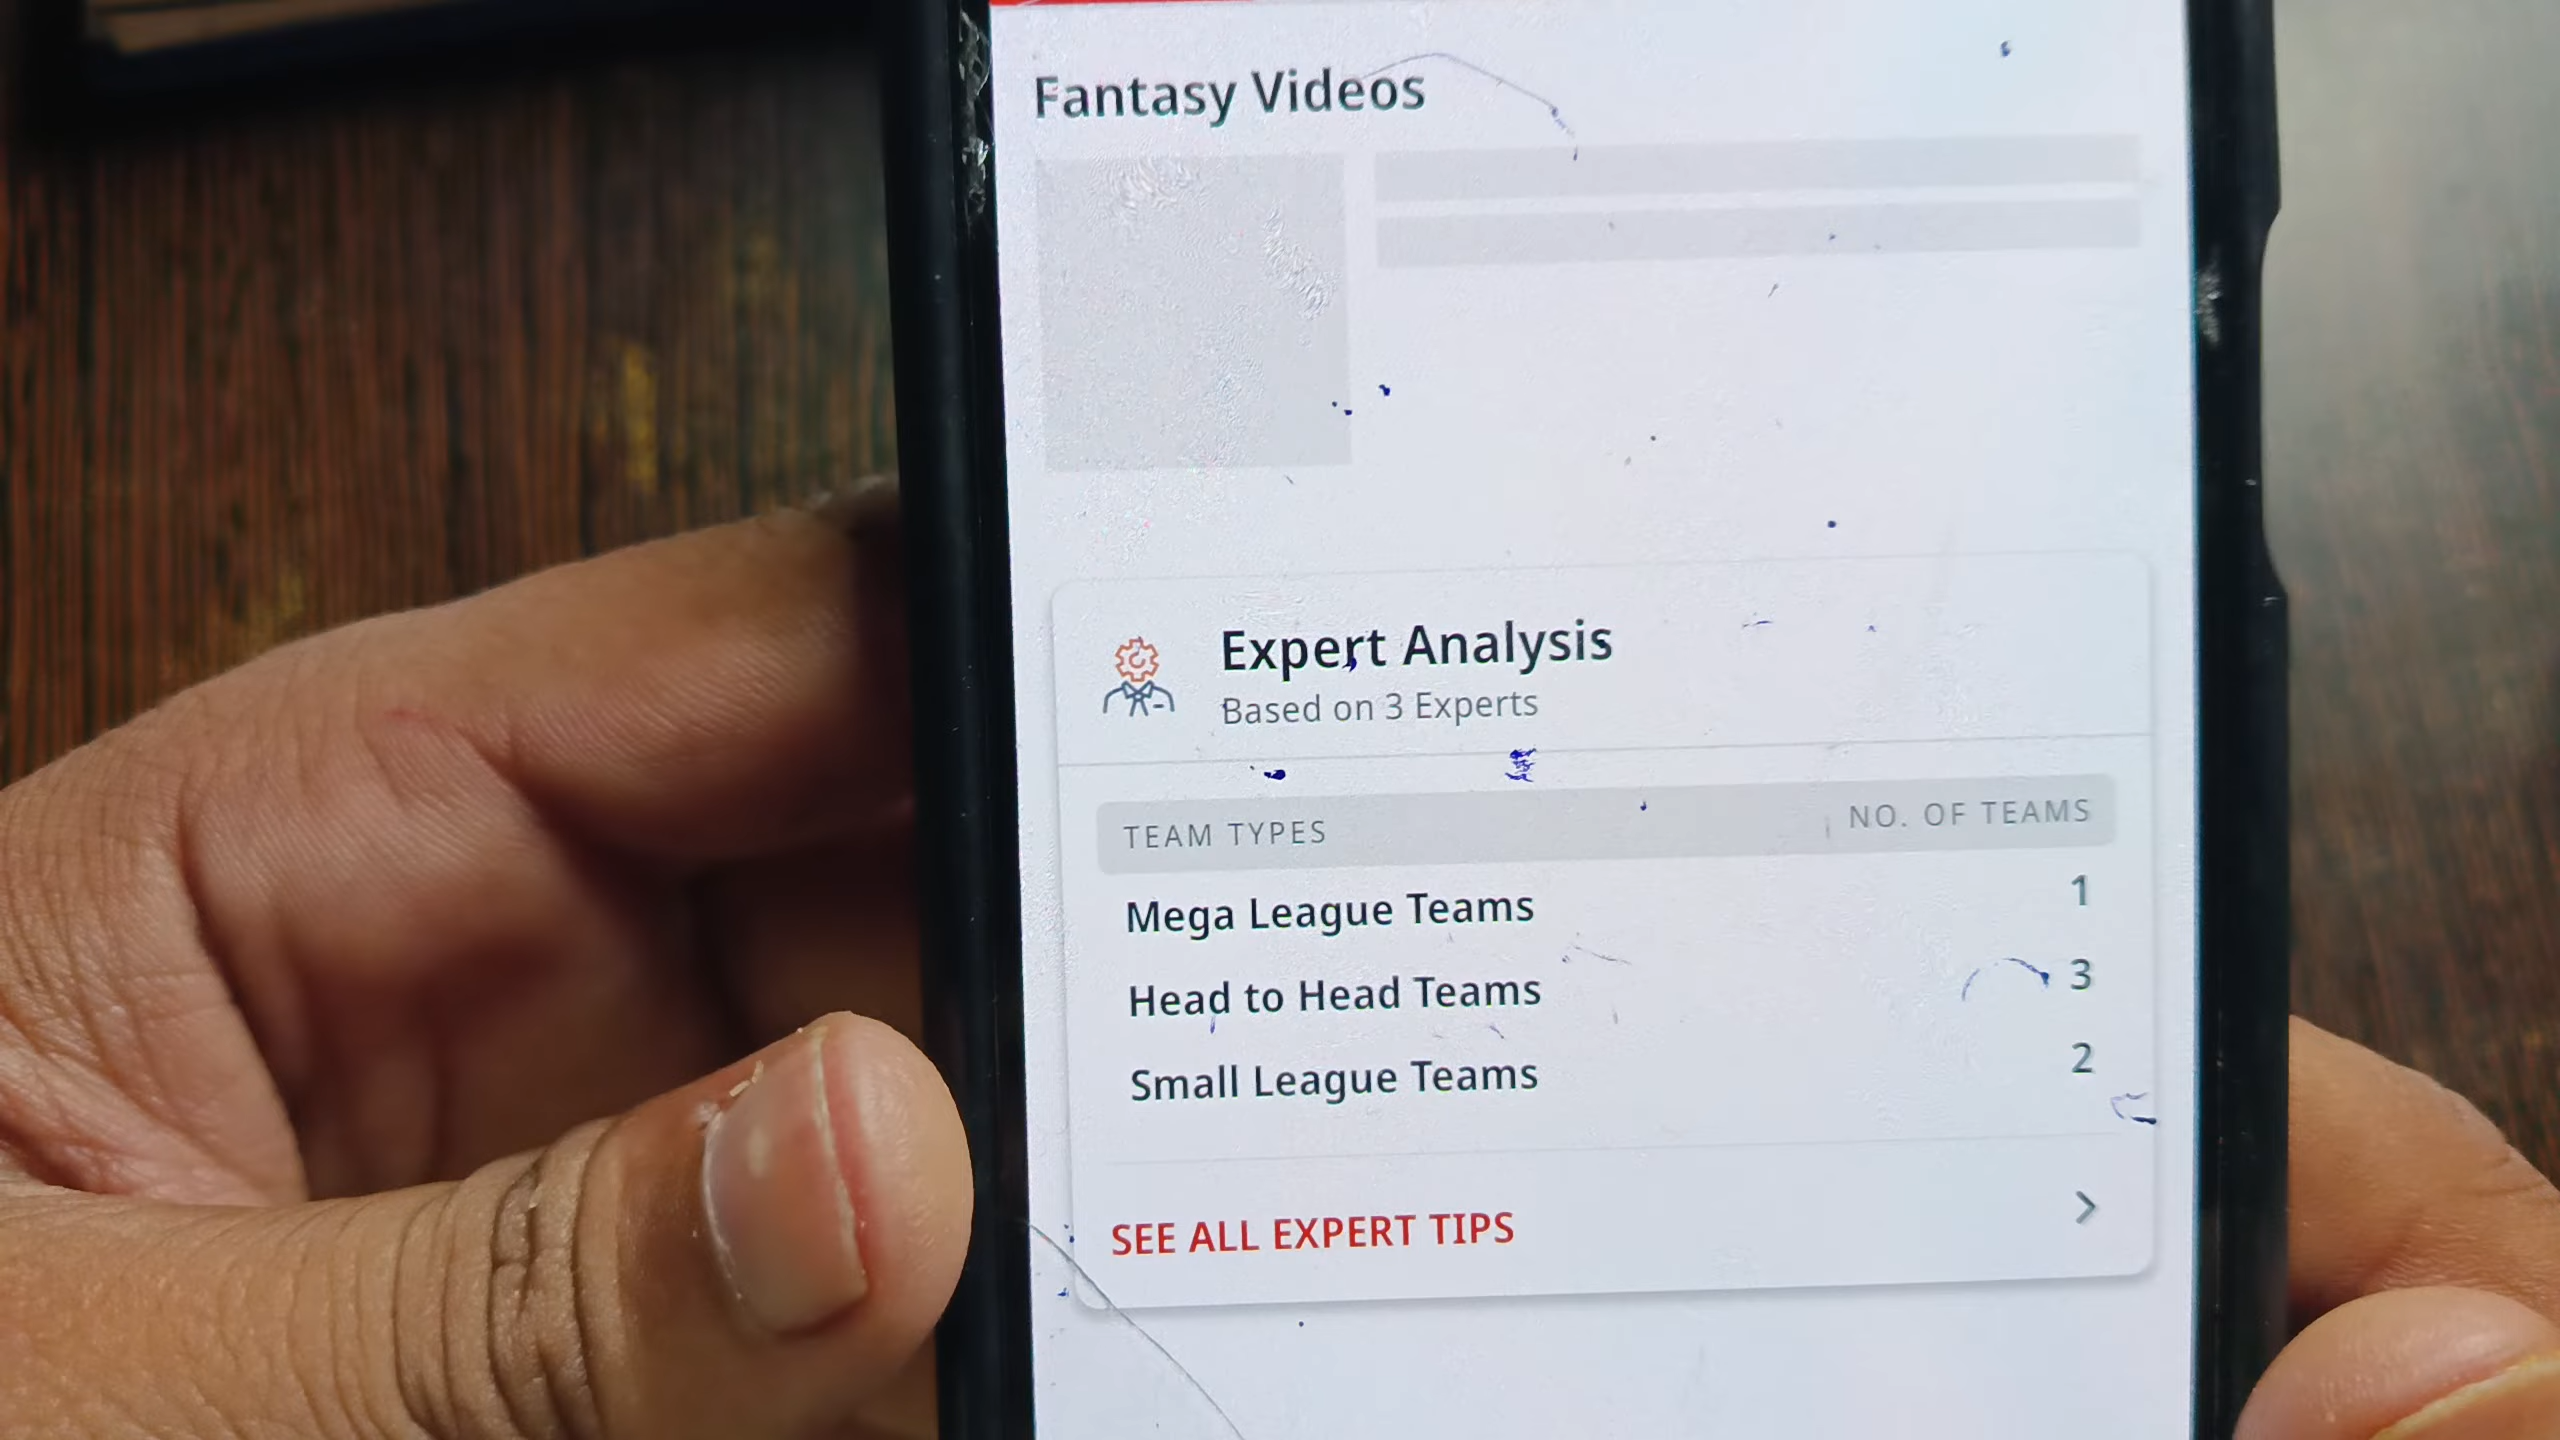 Fantasy Videos
Expert Analysis
Based on 3 Experts
TEAM TYPES NO. OF TEAMS
Mega League Teams 1
Head to Head Teams 3
Small League Teams 2
SEE ALL EXPERT TIPS